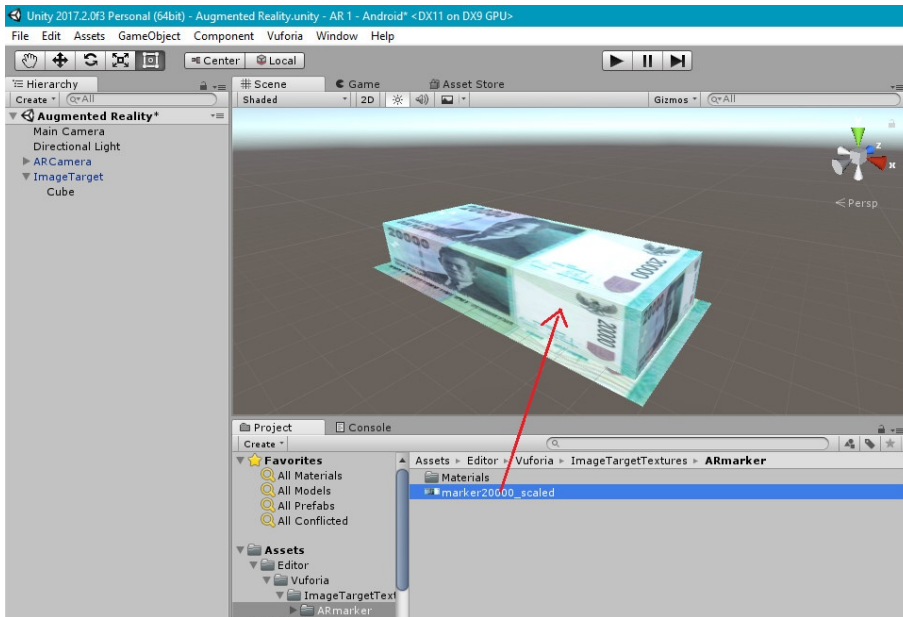 Unity 2017.2.0f3 Personal (64bit) - Augmented Reality.unity - AR 1 - Android* <DX11 on DX9 GPU>
File Edit Assets GameObject Component Vuforia Window Help
Center Local
Hierarchy
Create All
Augmented Reality*
Main Camera
Directional Light
ARCamera
ImageTarget
Cube
Scene Game Asset Store
Shaded 2D Gizmos All
y
z
x
Persp
20000
20000
20000
20000
Project Console
Create
Favorites
All Materials
All Models
All Prefabs
All Conflicted
Assets
Editor
Vuforia
ImageTargetText
ARmarker
Assets Editor Vuforia ImageTargetTextures ARmarker
Materials
marker20000_scaled